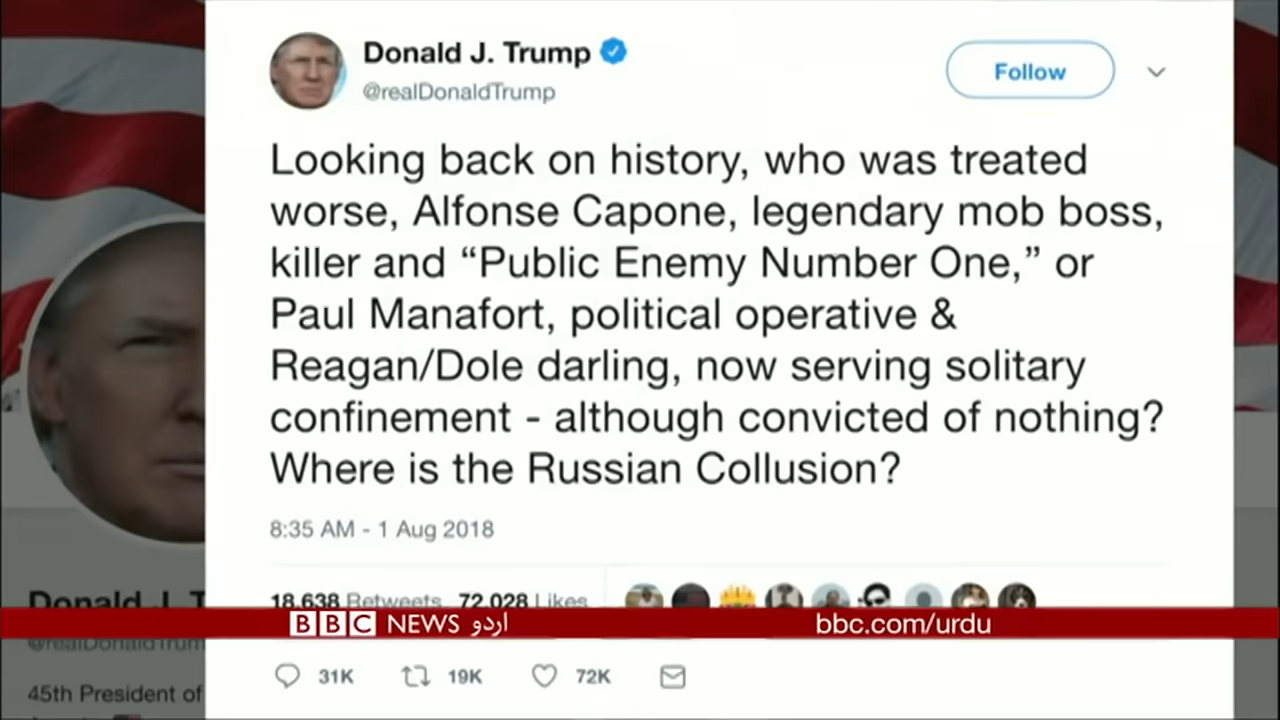 Donald J. Trump
@realDonaldTrump
Follow
Looking back on history, who was treated
worse, Alfonse Capone, legendary mob boss,
killer and “Public Enemy Number One,” or
Paul Manafort, political operative &
Reagan/Dole darling, now serving solitary
confinement - although convicted of nothing?
Where is the Russian Collusion?
8:35 AM - 1 Aug 2018
18,638 Retweets 72,028 Likes
Donald J. T
BBC NEWS اردو
bbc.com/urdu
@realDonaldTrum
31K 19K 72K
45th President of